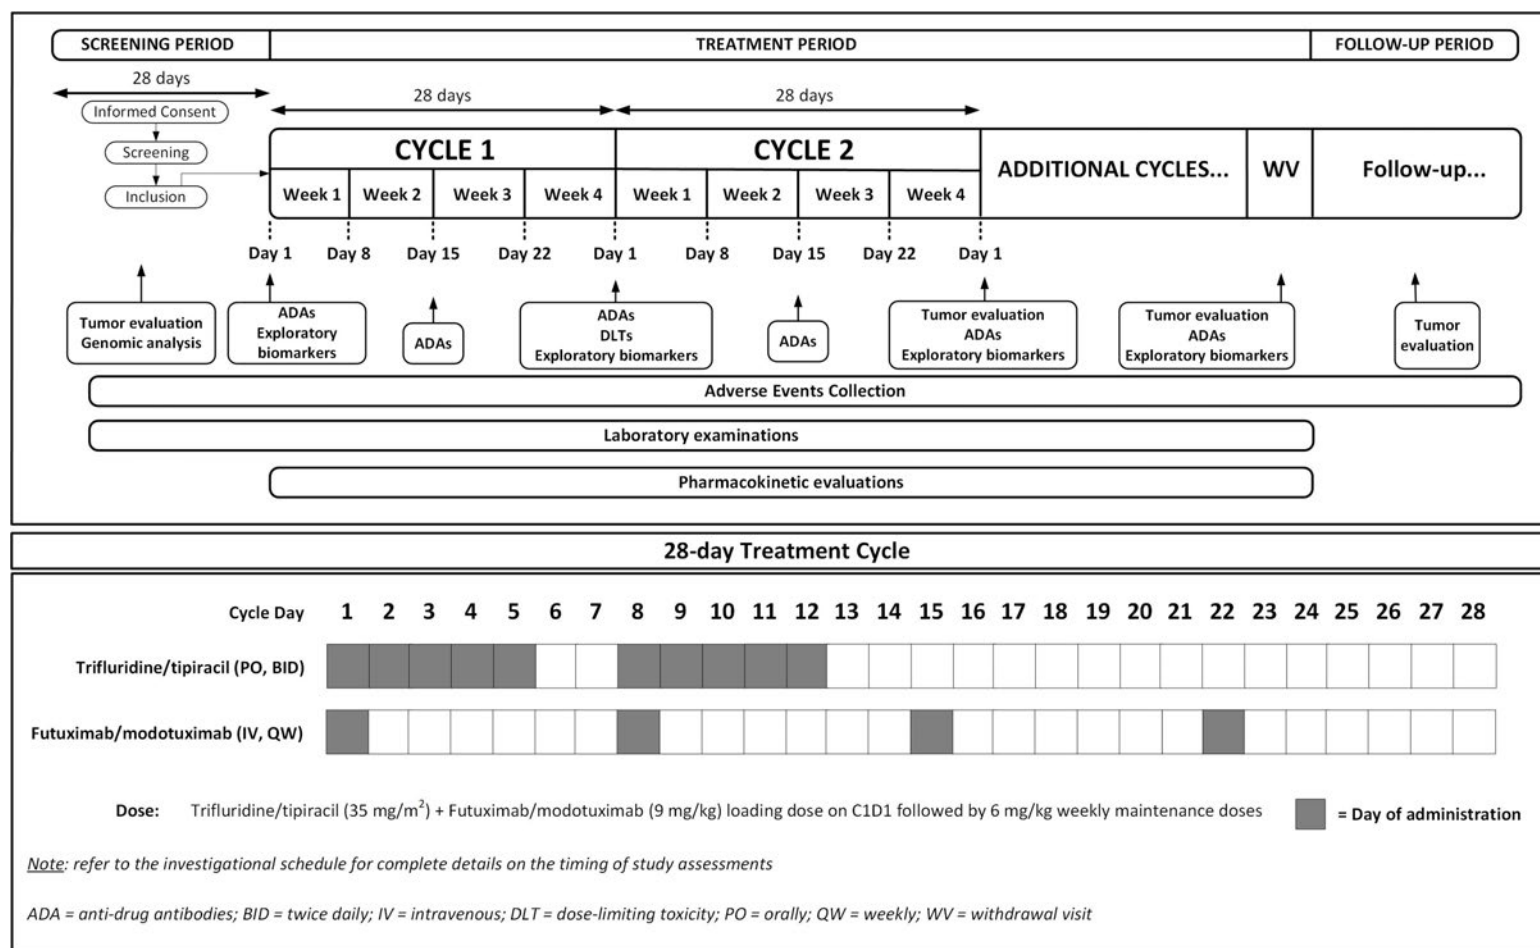 SCREENING PERIOD
TREATMENT PERIOD
FOLLOW-UP PERIOD
28 days
28 days
28 days
Informed Consent
Screening
Inclusion
CYCLE 1
CYCLE 2
ADDITIONAL CYCLES...
WV
Follow-up...
Week 1
Week 2
Week 3
Week 4
Week 1
Week 2
Week 3
Week 4
Day 1
Day 8
Day 15
Day 22
Day 1
Day 8
Day 15
Day 22
Day 1
Tumor evaluation
Genomic analysis
ADAs
Exploratory
biomarkers
ADAs
ADAs
DLTs
Exploratory biomarkers
ADAs
Tumor evaluation
ADAs
Exploratory biomarkers
Tumor evaluation
ADAs
Exploratory biomarkers
Tumor
evaluation
Adverse Events Collection
Laboratory examinations
Pharmacokinetic evaluations
28-day Treatment Cycle
Cycle Day 1 2 3 4 5 6 7 8 9 10 11 12 13 14 15 16 17 18 19 20 21 22 23 24 25 26 27 28
Trifluridine/tipiracil (PO, BID)
Futuximab/modotuximab (IV, QW)
Dose: Trifluridine/tipiracil (35 mg/m²) + Futuximab/modotuximab (9 mg/kg) loading dose on C1D1 followed by 6 mg/kg weekly maintenance doses
= Day of administration
Note: refer to the investigational schedule for complete details on the timing of study assessments
ADA = anti-drug antibodies; BID = twice daily; IV = intravenous; DLT = dose-limiting toxicity; PO = orally; QW = weekly; WV = withdrawal visit